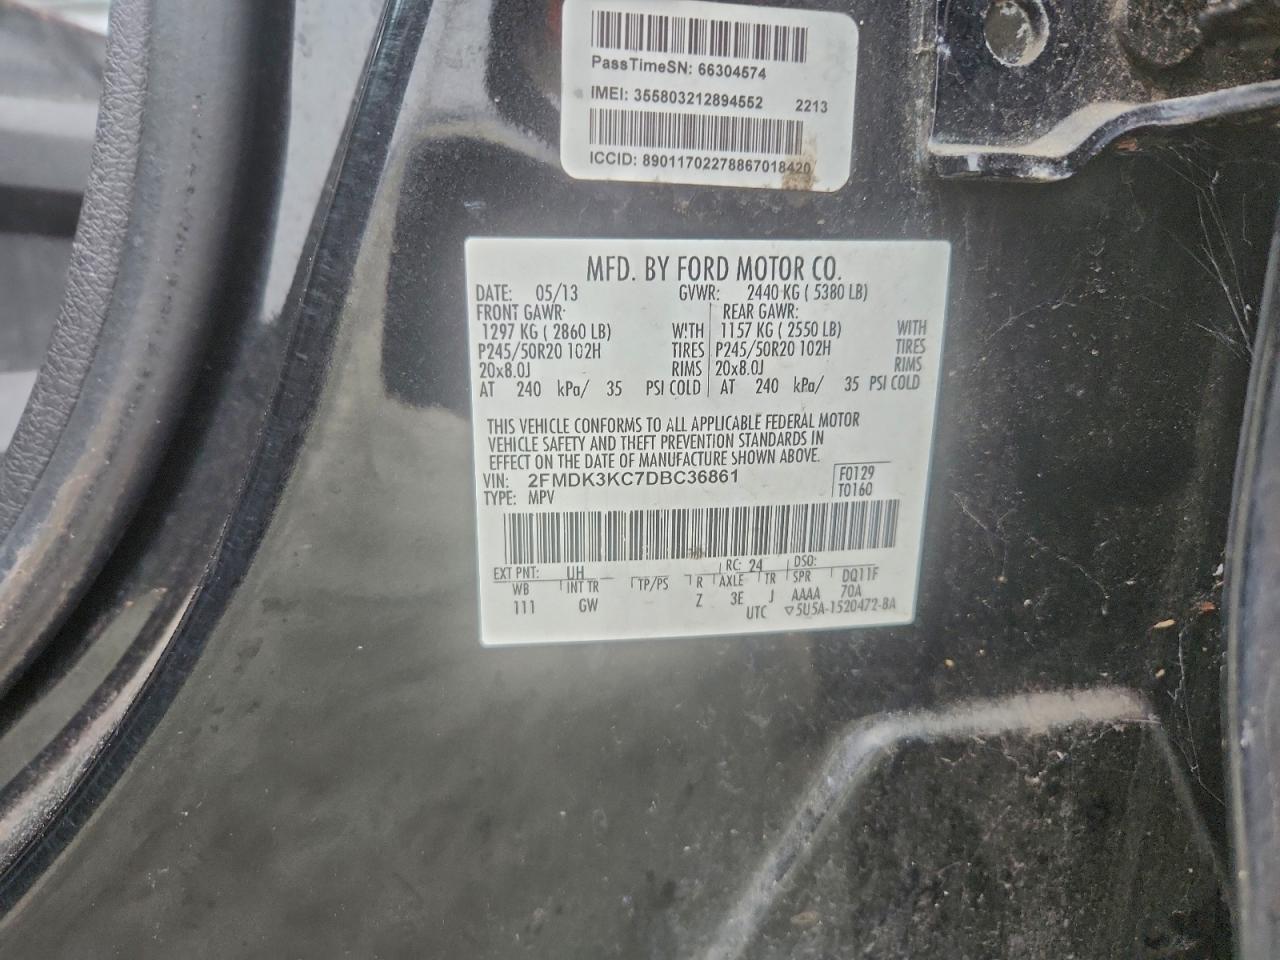 PassTimeSN: 66304574
IMEI: 355803212894552 2213
ICCID: 89011702278867018420
MFD. BY FORD MOTOR CO.
DATE: 05/13 GVWR: 2440 KG ( 5380 LB)
FRONT GAWR: REAR GAWR:
1297 KG ( 2860 LB) WITH 1157 KG ( 2550 LB) WITH
P245/50R20 102H TIRES P245/50R20 102H TIRES
20x8.0J RIMS 20x8.0J RIMS
AT 240 kPa/ 35 PSI COLD AT 240 kPa/ 35 PSI COLD
THIS VEHICLE CONFORMS TO ALL APPLICABLE FEDERAL MOTOR
VEHICLE SAFETY AND THEFT PREVENTION STANDARDS IN
EFFECT ON THE DATE OF MANUFACTURE SHOWN ABOVE.
VIN: 2FMDK3KC7DBC36861 F0129
TYPE: MPV T0160
EXT PNT: UH RC: 24 DSO:
WB INT TR TP/PS R AXLE TR SPR DQ11F
111 GW Z 3E J AAAA 70A
UTC ▽5U5A-1520472-BA